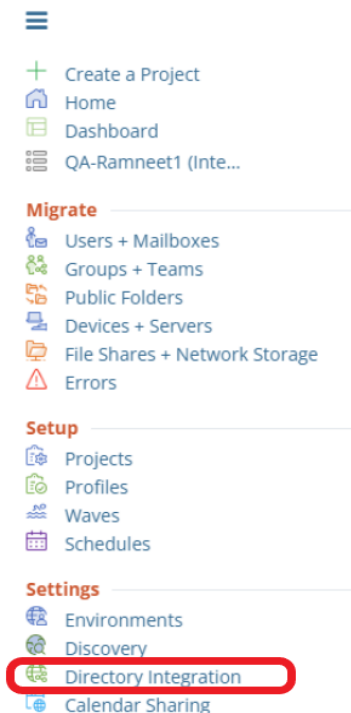 Create a Project
Home
Dashboard
QA-Ramneet1 (Inte...
Migrate
Users + Mailboxes
Groups + Teams
Public Folders
Devices + Servers
File Shares + Network Storage
Errors
Setup
Projects
Profiles
Waves
Schedules
Settings
Environments
Discovery
Directory Integration
Calendar Sharing